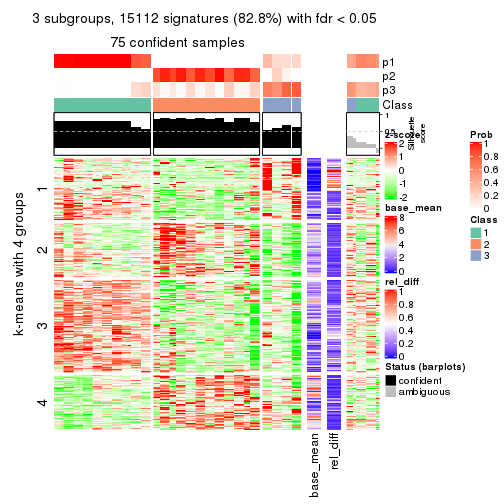 3 subgroups, 15112 signatures (82.8%) with fdr < 0.05
75 confident samples
p1
p2
p3
Class
1
0.5
0
Silhouette
score
k-means with 4 groups
1
2
3
4
base_mean
rel_diff
z-score
2
1
0
-1
-2
base_mean
8
6
4
2
0
rel_diff
1
0.8
0.6
0.4
0.2
0
Status (barplots)
confident
ambiguous
Prob
1
0.8
0.6
0.4
0.2
0
Class
1
2
3